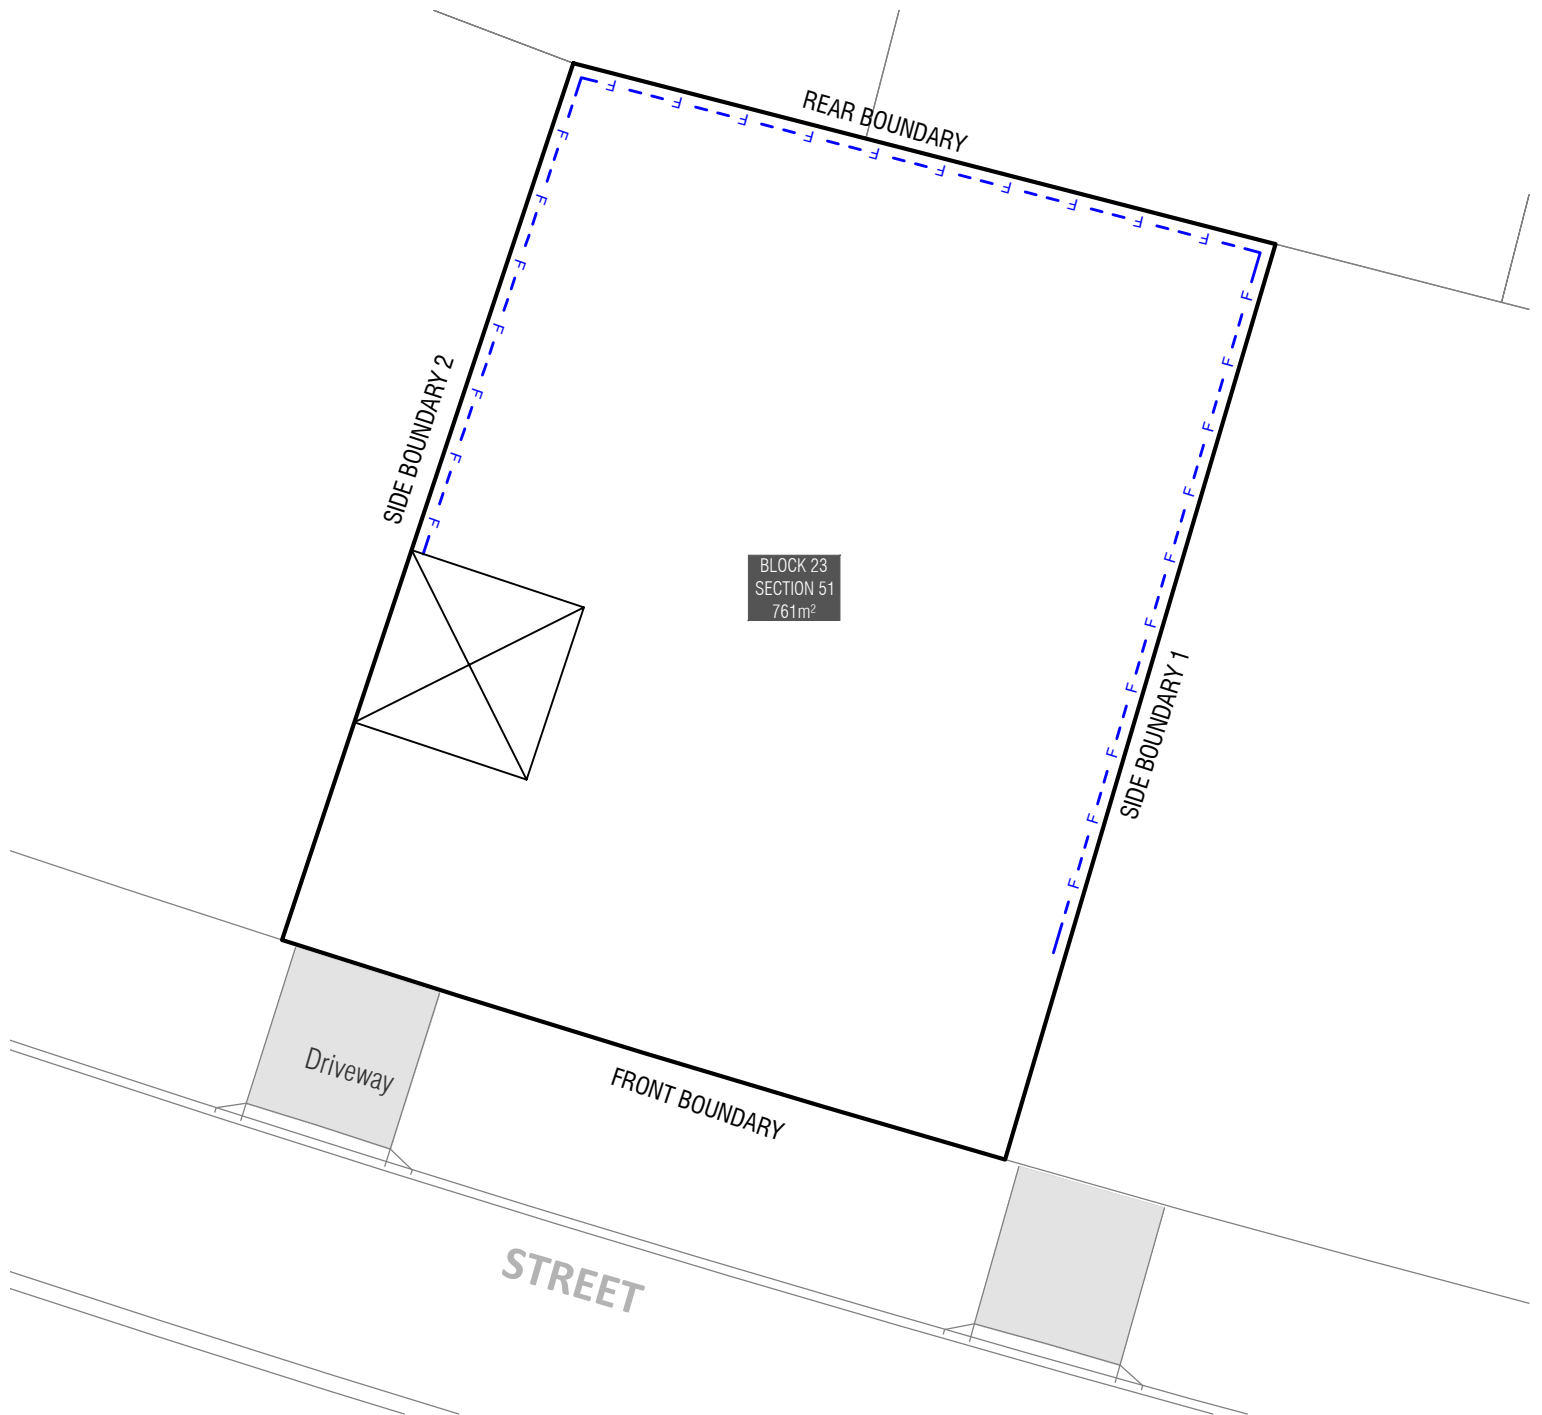 REAR BOUNDARY
F F F F F F F F F F
F F F F F F F
F F F F F F F F F F
SIDE BOUNDARY 2
BLOCK 23
SECTION 51
761m²
SIDE BOUNDARY 1
Driveway
FRONT BOUNDARY
STREET